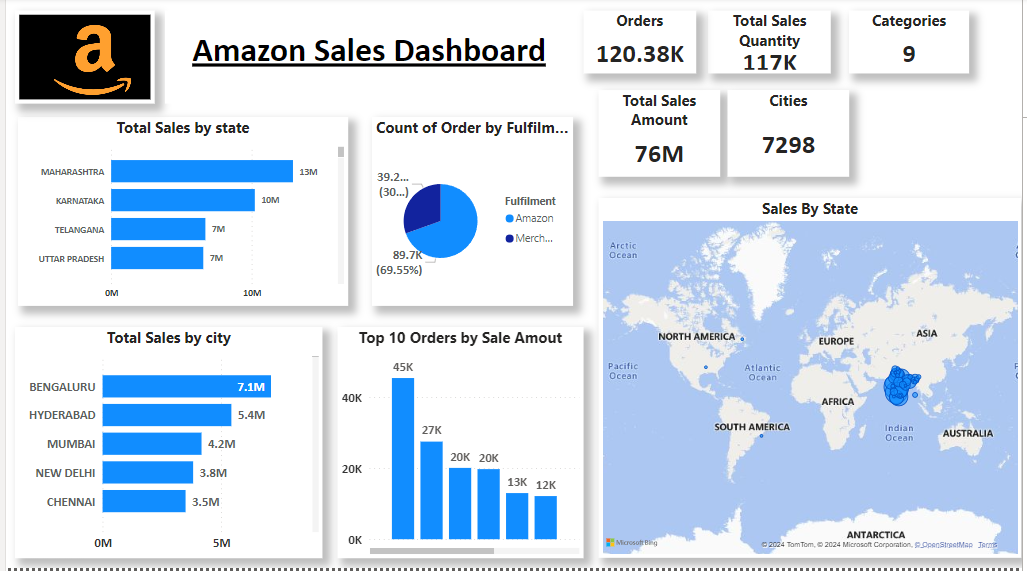 a
Amazon Sales Dashboard
Orders
120.38K
Total Sales
Quantity
117K
Categories
9
Total Sales
Amount
76M
Cities
7298
Total Sales by state
MAHARASHTRA
13M
KARNATAKA
10M
TELANGANA
7M
UTTAR PRADESH
7M
0M
10M
Count of Order by Fulfilm...
39.2...
(30...)
89.7K
(69.55%)
Fulfilment
Amazon
Merch...
Total Sales by city
BENGALURU
7.1M
HYDERABAD
5.4M
MUMBAI
4.2M
NEW DELHI
3.8M
CHENNAI
3.5M
0M
5M
Top 10 Orders by Sale Amout
45K
40K
27K
20K
20K
20K
13K
12K
0K
Sales By State
Arctic
Ocean
NORTH AMERICA
EUROPE
ASIA
Pacific
Ocean
Atlantic
Ocean
AFRICA
SOUTH AMERICA
Indian
Ocean
AUSTRALIA
ANTARCTICA
Microsoft Bing
© 2024 TomTom, © 2024 Microsoft Corporation, © OpenStreetMap Terms